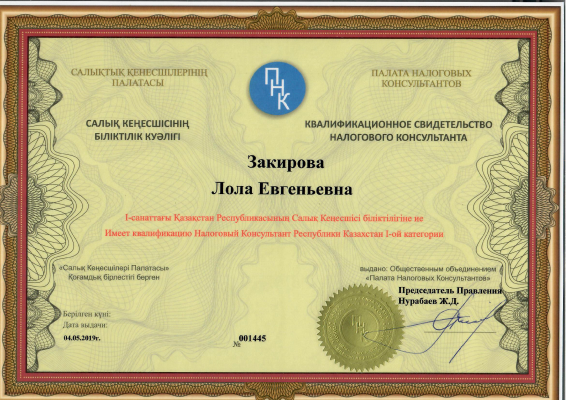 САЛЫҚТЫҚ КЕҢЕСШІЛЕРІНІҢ
ПАЛАТАСЫ
ПНК
ПАЛАТА НАЛОГОВЫХ
КОНСУЛЬТАНТОВ
САЛЫҚ КЕҢЕСШІСІНІҢ
БІЛІКТІЛІК КУӘЛІГІ
КВАЛИФИКАЦИОННОЕ СВИДЕТЕЛЬСТВО
НАЛОГОВОГО КОНСУЛЬТАНТА
Закирова
Лола Евгеньевна
І-санаттағы Қазақстан Республикасының Салық Кеңесшісі біліктілігіне ие
Имеет квалификацию Налоговый Консультант Республики Казахстан І-ой категории
«Салық Кеңесшілері Палатасы»
Қоғамдық бірлестігі берген
выдано: Общественным объединением
«Палата Налоговых Консультантов»
Председатель Правления
Нурабаев Ж.Д.
Берілген күні:
Дата выдачи:
04.05.2019г.
№ 001445
ПНК